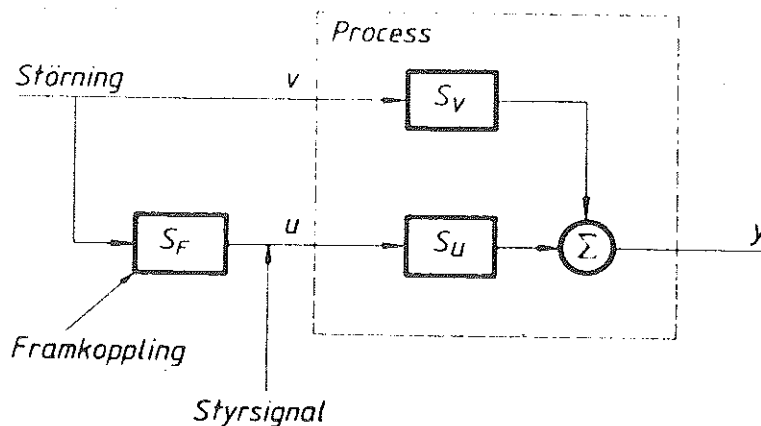 Process
Störning
v
S_v
S_F
u
S_u
Σ
y
Framkoppling
Styrsignal